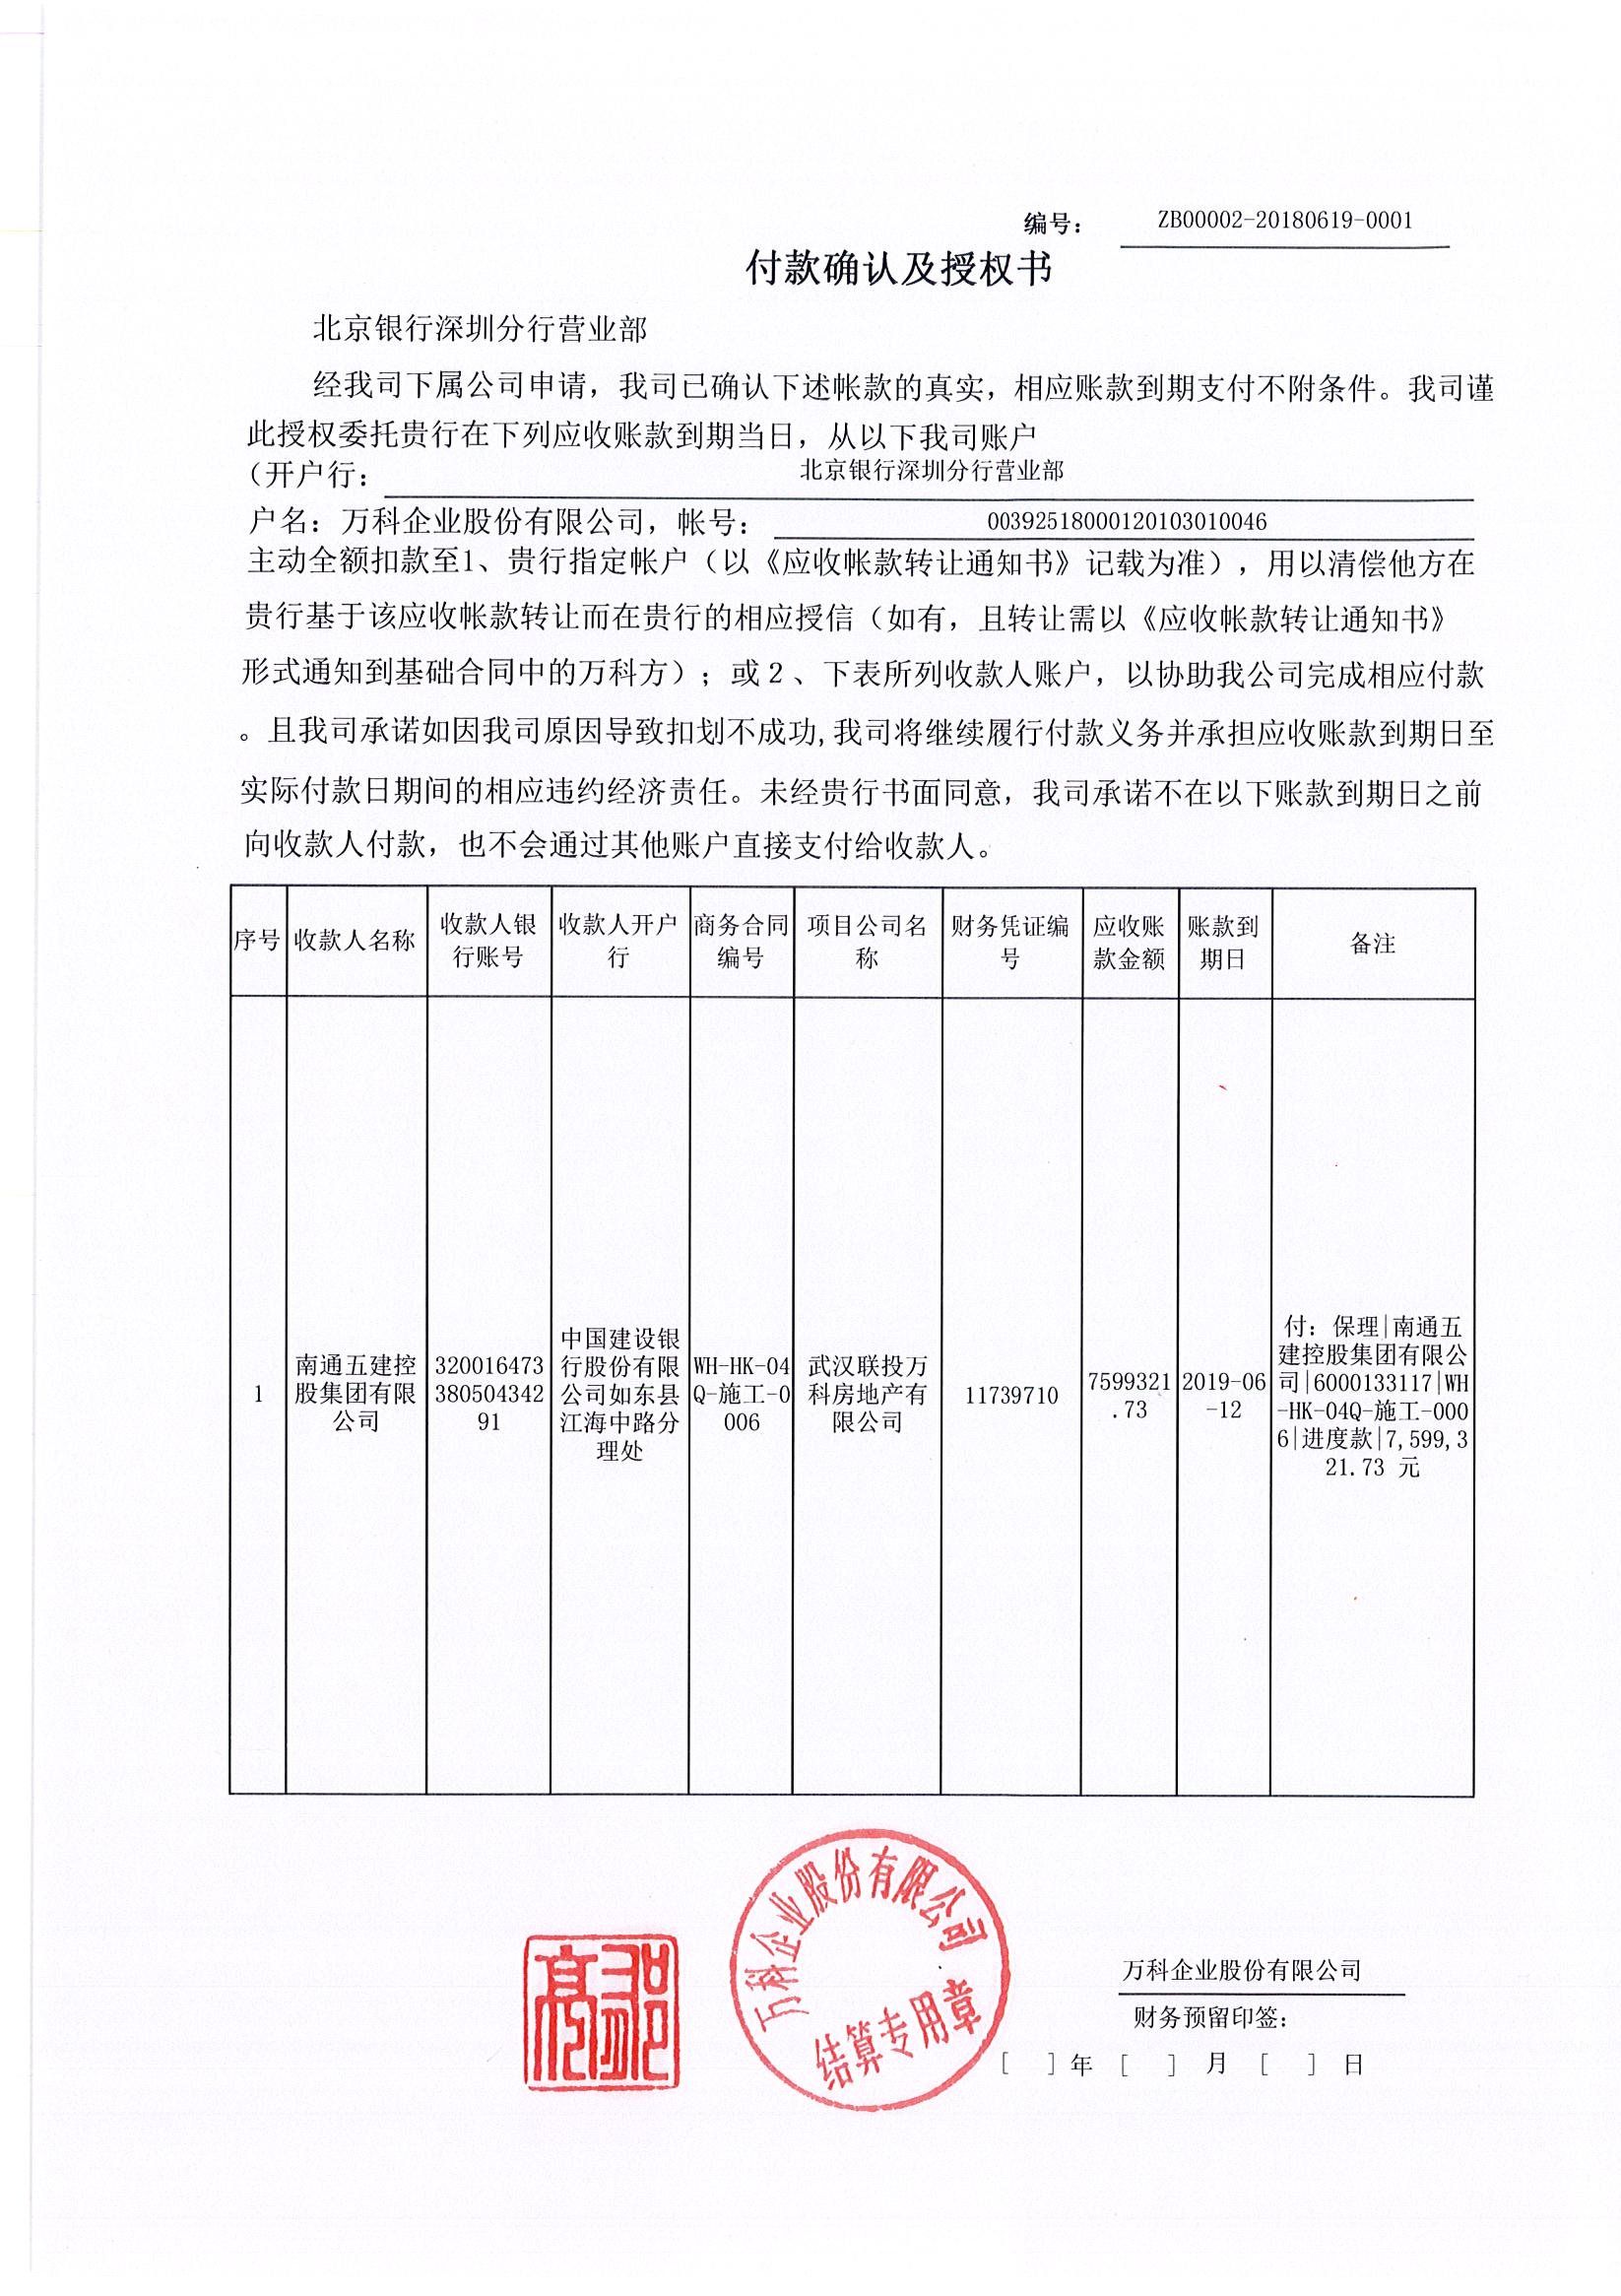 编号： ZB00002-20180619-0001
付款确认及授权书
北京银行深圳分行营业部
经我司下属公司申请，我司已确认下述帐款的真实，相应账款到期支付不附条件。我司谨
此授权委托贵行在下列应收账款到期当日，从以下我司账户
（开户行： 北京银行深圳分行营业部
户名：万科企业股份有限公司，帐号： 00392518000120103010046
主动全额扣款至1、贵行指定帐户（以《应收帐款转让通知书》记载为准），用以清偿他方在
贵行基于该应收帐款转让而在贵行的相应授信（如有，且转让需以《应收帐款转让通知书》
形式通知到基础合同中的万科方）；或２、下表所列收款人账户，以协助我公司完成相应付款
。且我司承诺如因我司原因导致扣划不成功,我司将继续履行付款义务并承担应收账款到期日至
实际付款日期间的相应违约经济责任。未经贵行书面同意，我司承诺不在以下账款到期日之前
向收款人付款，也不会通过其他账户直接支付给收款人。
序号
收款人名称
收款人银
行账号
收款人开户
行
商务合同
编号
项目公司名
称
财务凭证编
号
应收账
款金额
账款到
期日
备注
1
南通五建控
股集团有限
公司
320016473
380504342
91
中国建设银
行股份有限
公司如东县
江海中路分
理处
WH-HK-04
Q-施工-0
006
武汉联投万
科房地产有
限公司
11739710
7599321
.73
2019-06
-12
付：保理|南通五
建控股集团有限公
司|6000133117|WH
-HK-04Q-施工-000
6|进度款|7,599,3
21.73 元
万科企业股份有限公司
结算专用章
万科企业股份有限公司
财务预留印签：
[ ] 年 [ ] 月 [ ] 日